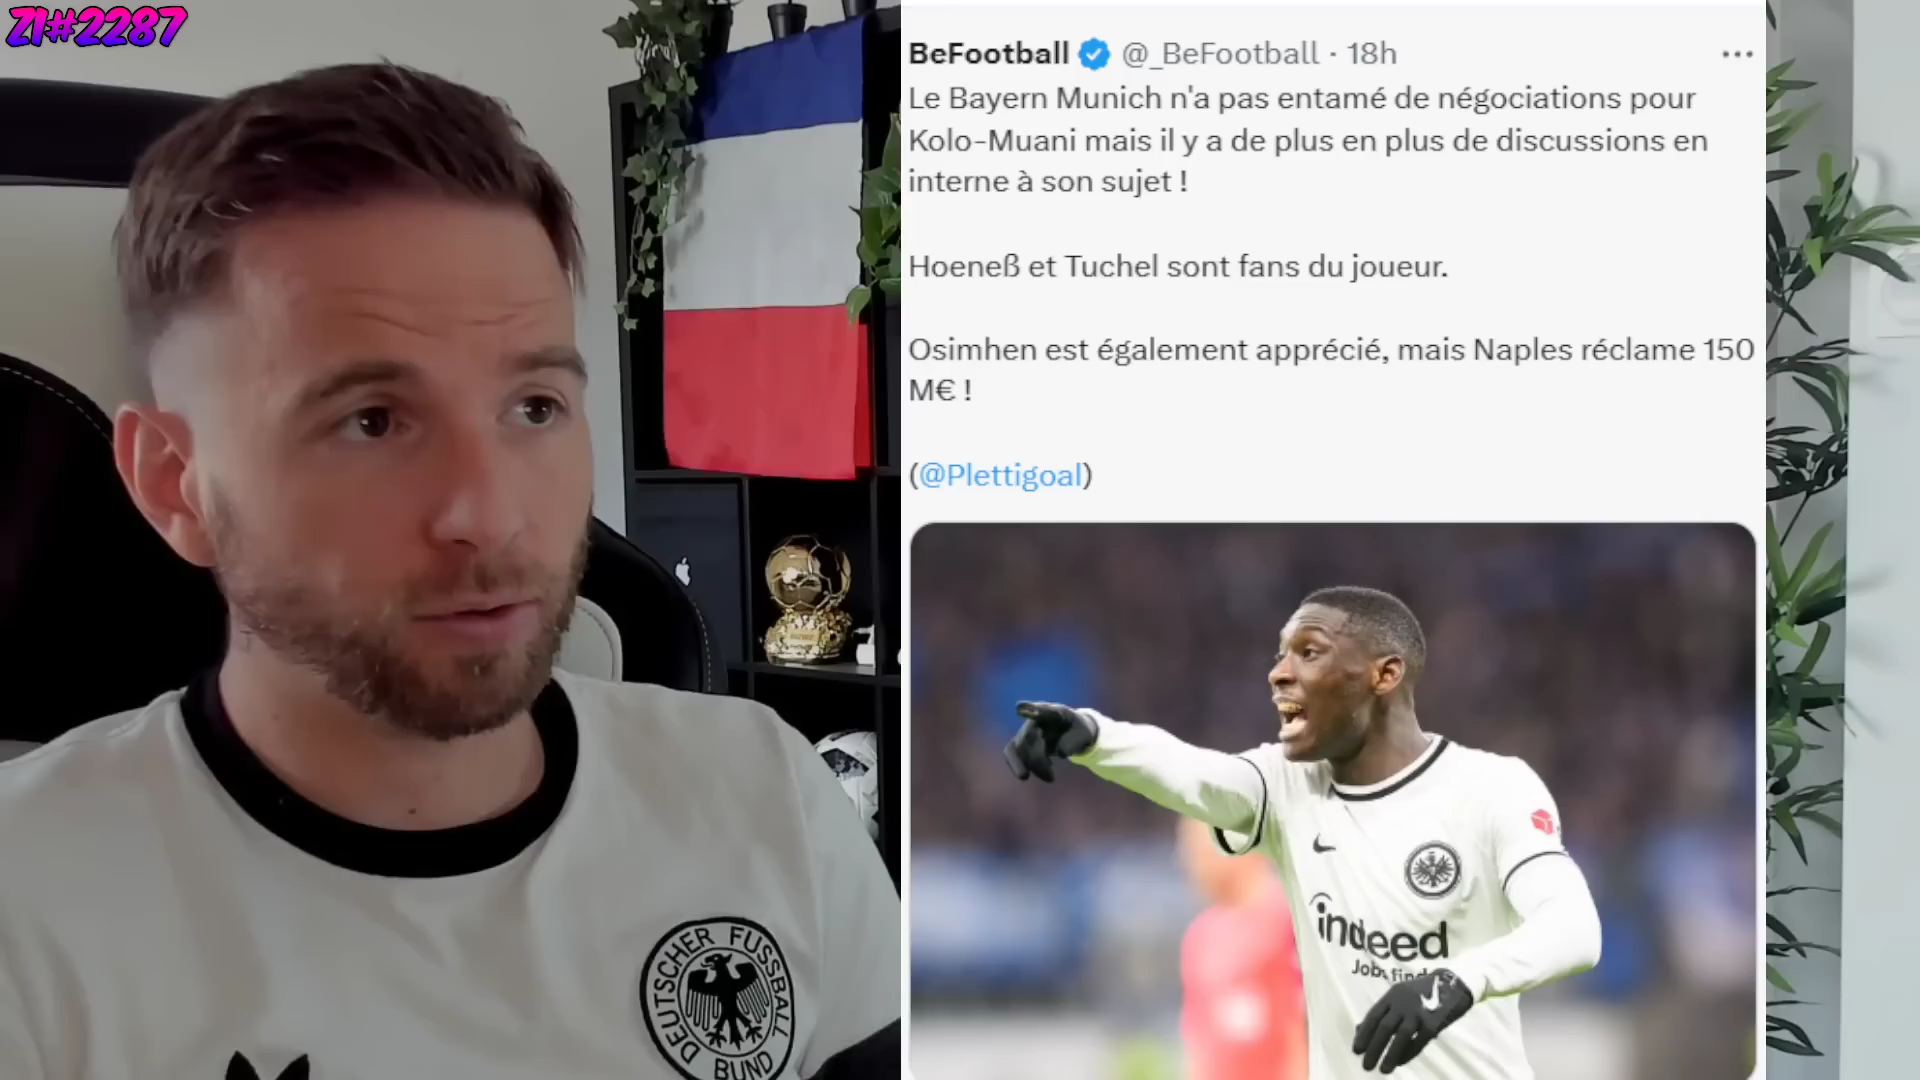 ZI#2287
BeFootball @_BeFootball · 18h
Le Bayern Munich n'a pas entamé de négociations pour
Kolo-Muani mais il y a de plus en plus de discussions en
interne à son sujet !
Hoeneß et Tuchel sont fans du joueur.
Osimhen est également apprécié, mais Naples réclame 150
M€ !
(@Plettigoal)
indeed
Jobs find
DEUTSCHER FUSSBALL
BUND